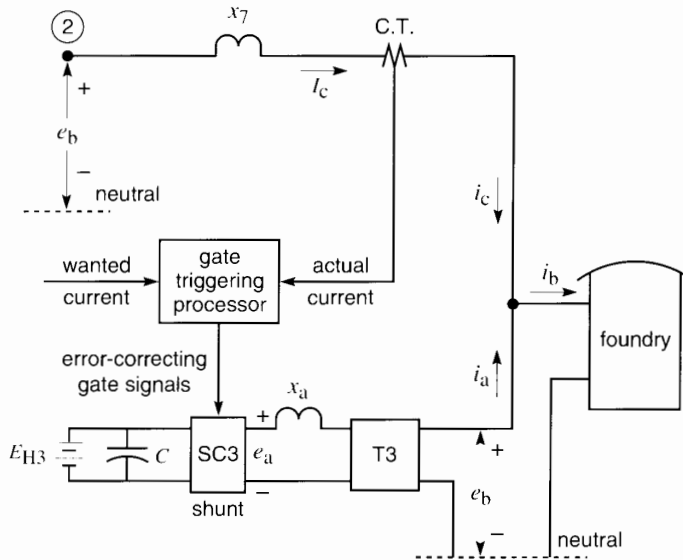 2
x7
C.T.
Ic
+
eb
−
neutral
ic
wanted
current
gate
triggering
processor
actual
current
ib
foundry
error-correcting
gate signals
ia
xa
EH3
C
SC3
shunt
+
ea
−
T3
+
eb
−
neutral